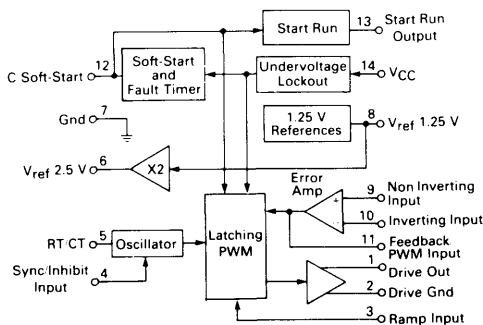 Start Run
13
Start Run
Output
12
C Soft-Start
Soft-Start
and
Fault Timer
Undervoltage
Lockout
14
VCC
7
Gnd
1.25 V
References
8
Vref 1.25 V
6
Vref 2.5 V
X2
Error
Amp
+
9
Non Inverting
Input
10
Inverting Input
5
RT/CT
Oscillator
Latching
PWM
11
Feedback
PWM Input
Sync/Inhibit
Input
4
1
Drive Out
2
Drive Gnd
3
Ramp Input